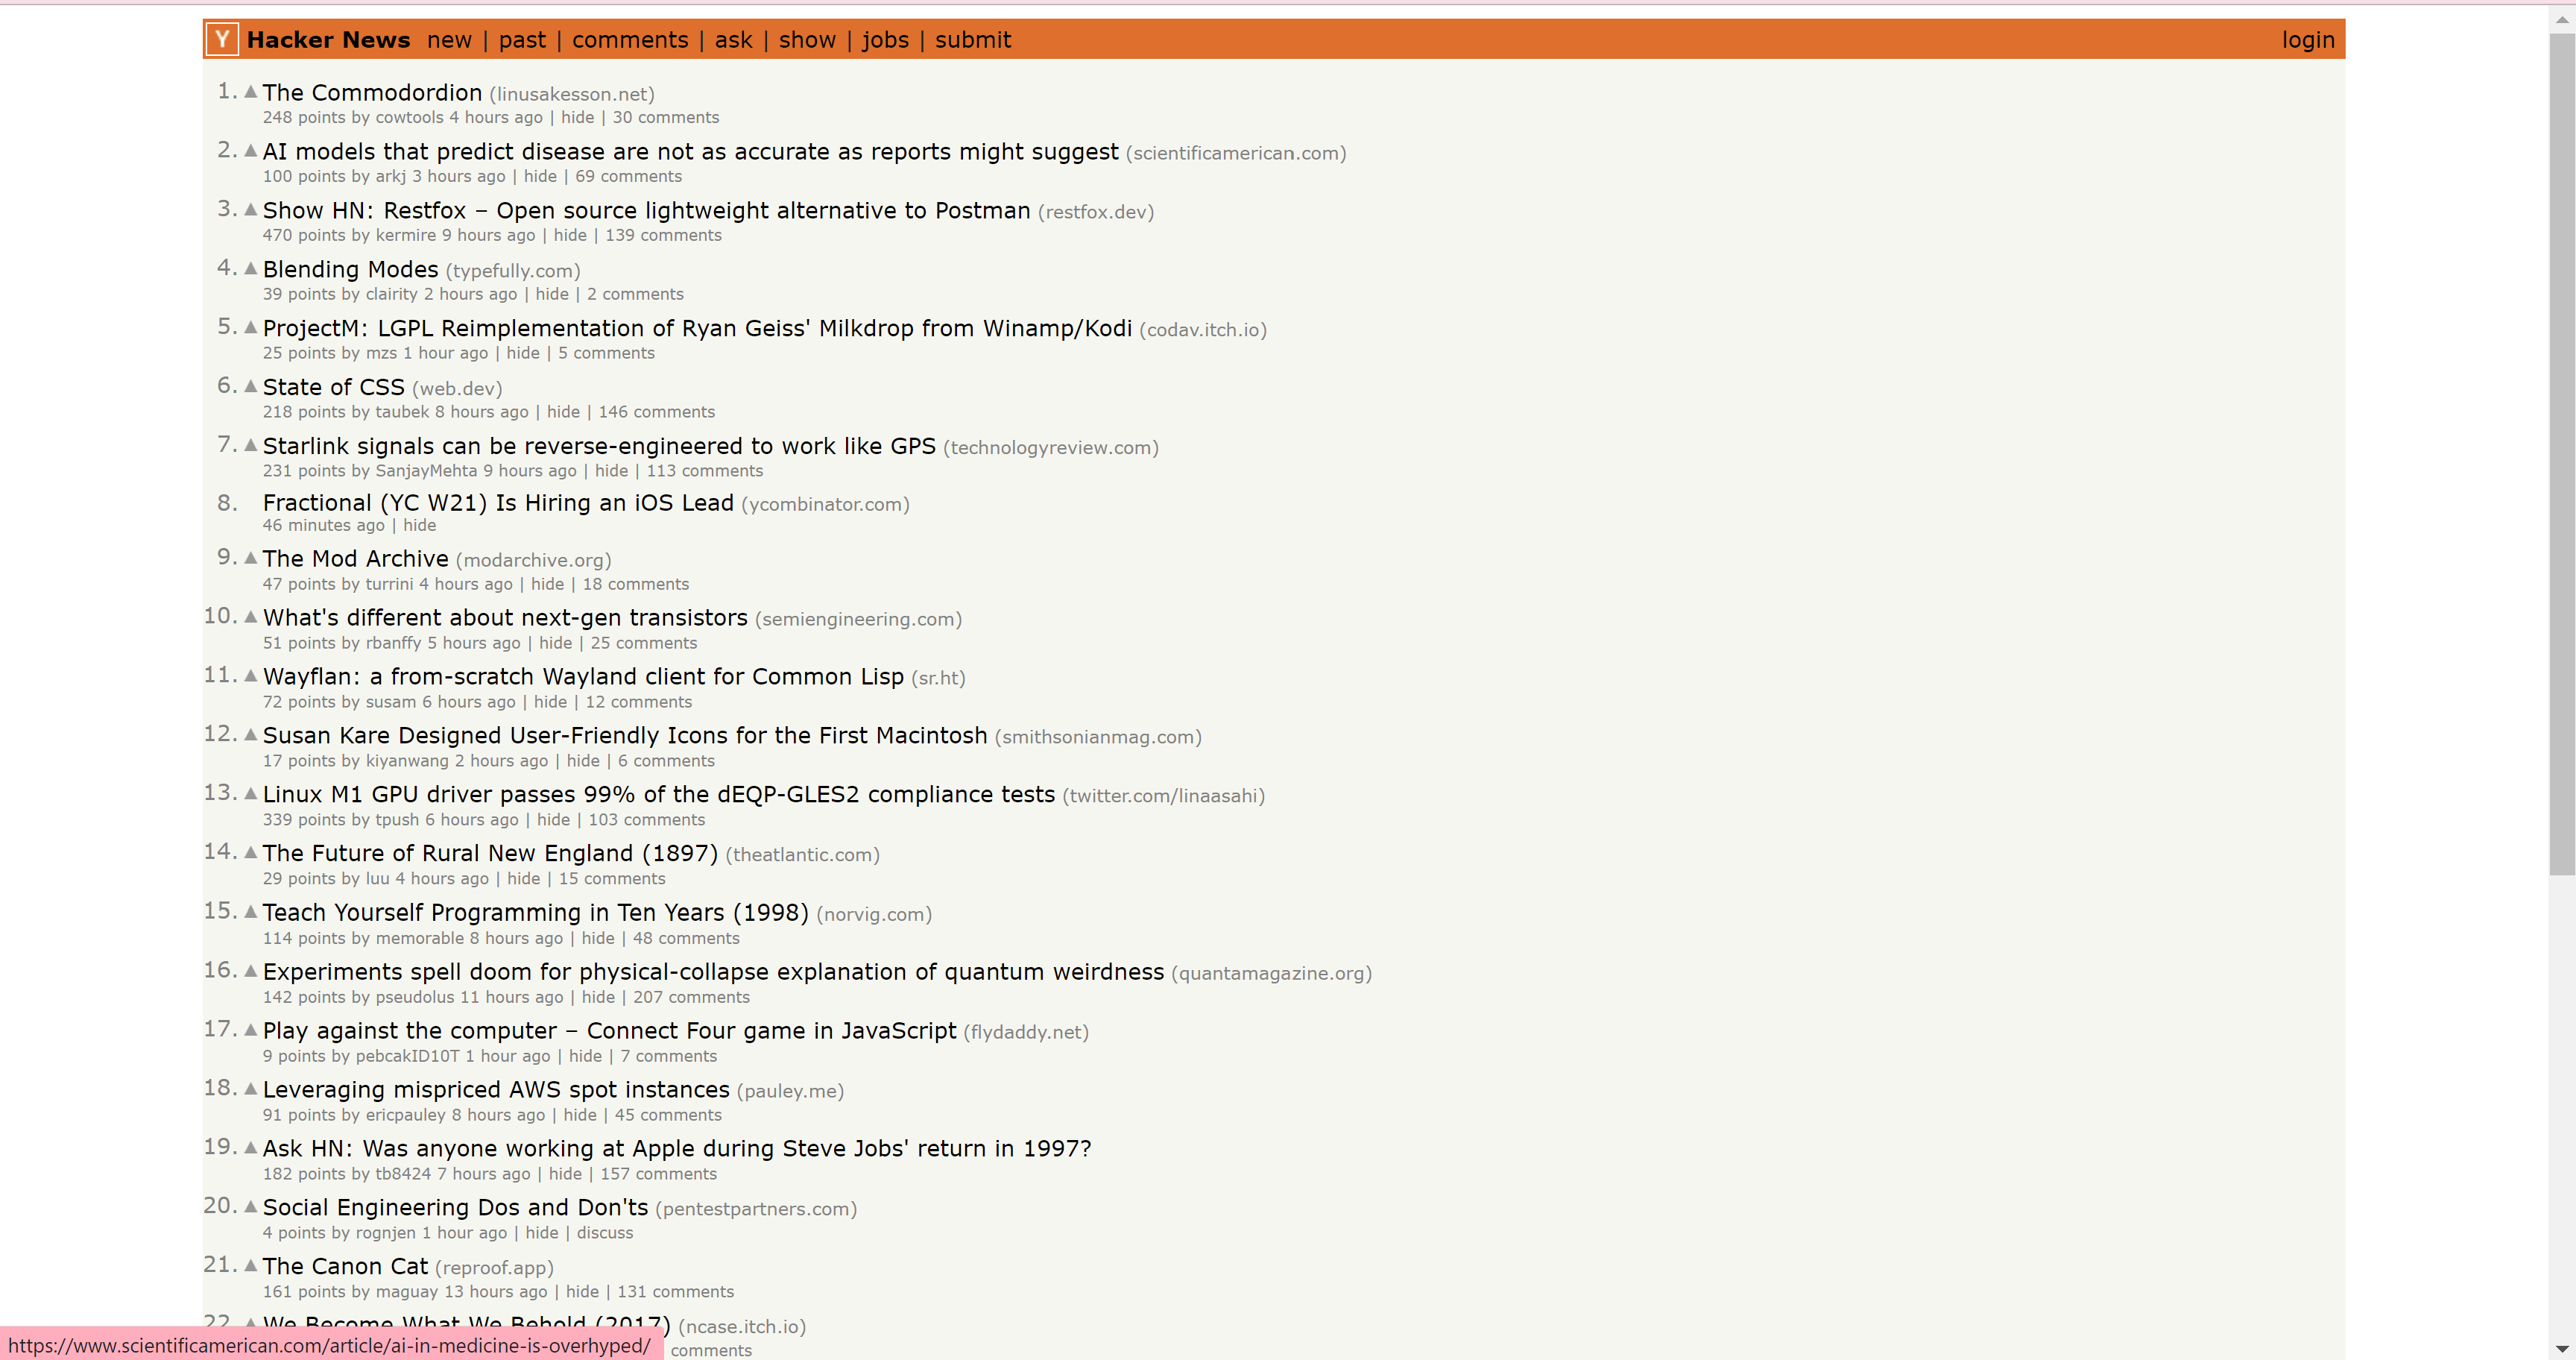 Y Hacker News new | past | comments | ask | show | jobs | submit login
1. The Commodordion (linusakesson.net)
248 points by cowtools 4 hours ago | hide | 30 comments
2. AI models that predict disease are not as accurate as reports might suggest (scientificamerican.com)
100 points by arkj 3 hours ago | hide | 69 comments
3. Show HN: Restfox – Open source lightweight alternative to Postman (restfox.dev)
470 points by kermire 9 hours ago | hide | 139 comments
4. Blending Modes (typefully.com)
39 points by clairity 2 hours ago | hide | 2 comments
5. ProjectM: LGPL Reimplementation of Ryan Geiss' Milkdrop from Winamp/Kodi (codav.itch.io)
25 points by mzs 1 hour ago | hide | 5 comments
6. State of CSS (web.dev)
218 points by taubek 8 hours ago | hide | 146 comments
7. Starlink signals can be reverse-engineered to work like GPS (technologyreview.com)
231 points by SanjayMehta 9 hours ago | hide | 113 comments
8. Fractional (YC W21) Is Hiring an iOS Lead (ycombinator.com)
46 minutes ago | hide
9. The Mod Archive (modarchive.org)
47 points by turrini 4 hours ago | hide | 18 comments
10. What's different about next-gen transistors (semiengineering.com)
51 points by rbanffy 5 hours ago | hide | 25 comments
11. Wayflan: a from-scratch Wayland client for Common Lisp (sr.ht)
72 points by susam 6 hours ago | hide | 12 comments
12. Susan Kare Designed User-Friendly Icons for the First Macintosh (smithsonianmag.com)
17 points by kiyanwang 2 hours ago | hide | 6 comments
13. Linux M1 GPU driver passes 99% of the dEQP-GLES2 compliance tests (twitter.com/linaasahi)
339 points by tpush 6 hours ago | hide | 103 comments
14. The Future of Rural New England (1897) (theatlantic.com)
29 points by luu 4 hours ago | hide | 15 comments
15. Teach Yourself Programming in Ten Years (1998) (norvig.com)
114 points by memorable 8 hours ago | hide | 48 comments
16. Experiments spell doom for physical-collapse explanation of quantum weirdness (quantamagazine.org)
142 points by pseudolus 11 hours ago | hide | 207 comments
17. Play against the computer – Connect Four game in JavaScript (flydaddy.net)
9 points by pebcakID10T 1 hour ago | hide | 7 comments
18. Leveraging mispriced AWS spot instances (pauley.me)
91 points by ericpauley 8 hours ago | hide | 45 comments
19. Ask HN: Was anyone working at Apple during Steve Jobs' return in 1997?
182 points by tb8424 7 hours ago | hide | 157 comments
20. Social Engineering Dos and Don'ts (pentestpartners.com)
4 points by rognjen 1 hour ago | hide | discuss
21. The Canon Cat (reproof.app)
161 points by maguay 13 hours ago | hide | 131 comments
22. We Become What We Behold (2017) (ncase.itch.io)
comments
https://www.scientificamerican.com/article/ai-in-medicine-is-overhyped/